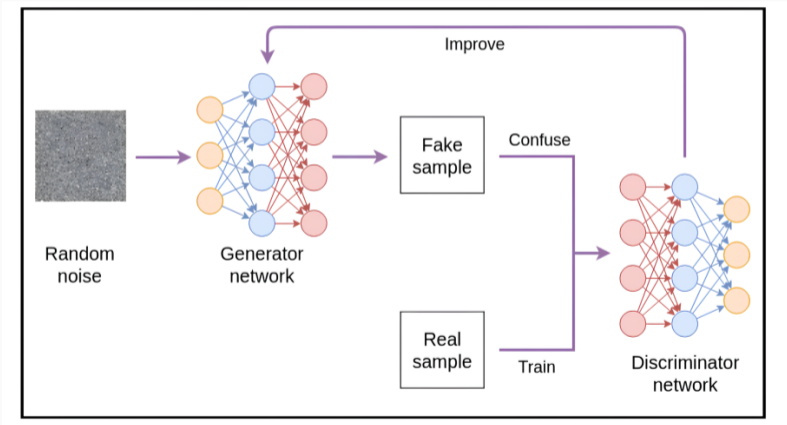 Improve
Random
noise
Generator
network
Fake
sample
Confuse
Real
sample
Train
Discriminator
network